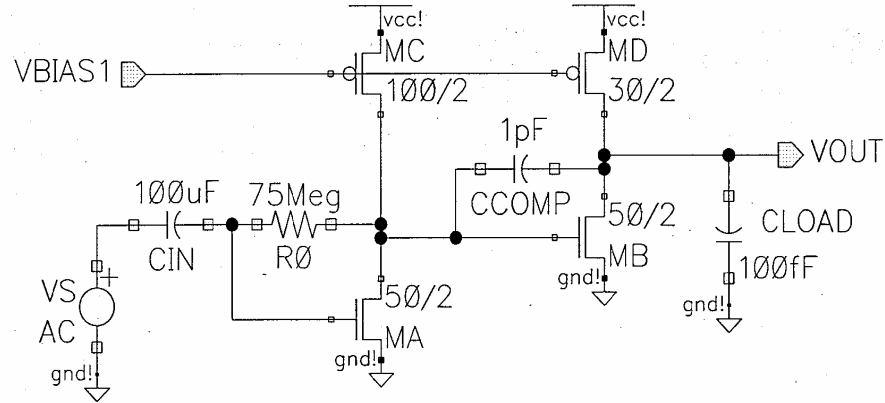 vcc!
vcc!
MC
MD
VBIAS1
100/2
30/2
1pF
VOUT
100uF
75Meg
CCOMP
50/2
CLOAD
CIN
R0
MB
VS
+
50/2
gnd!
100fF
AC
MA
gnd!
gnd!
gnd!